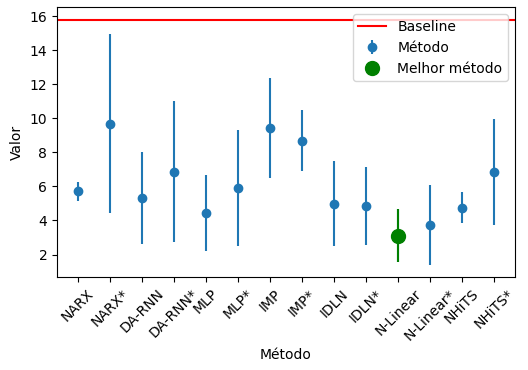 16
14
12
10
8
6
4
2
Valor
Baseline
Método
Melhor método
NARX
NARX*
DA-RNN
DA-RNN*
MLP
MLP*
IMP
IMP*
IDLN
IDLN*
N-Linear
N-Linear*
NHiTS
NHiTS*
Método